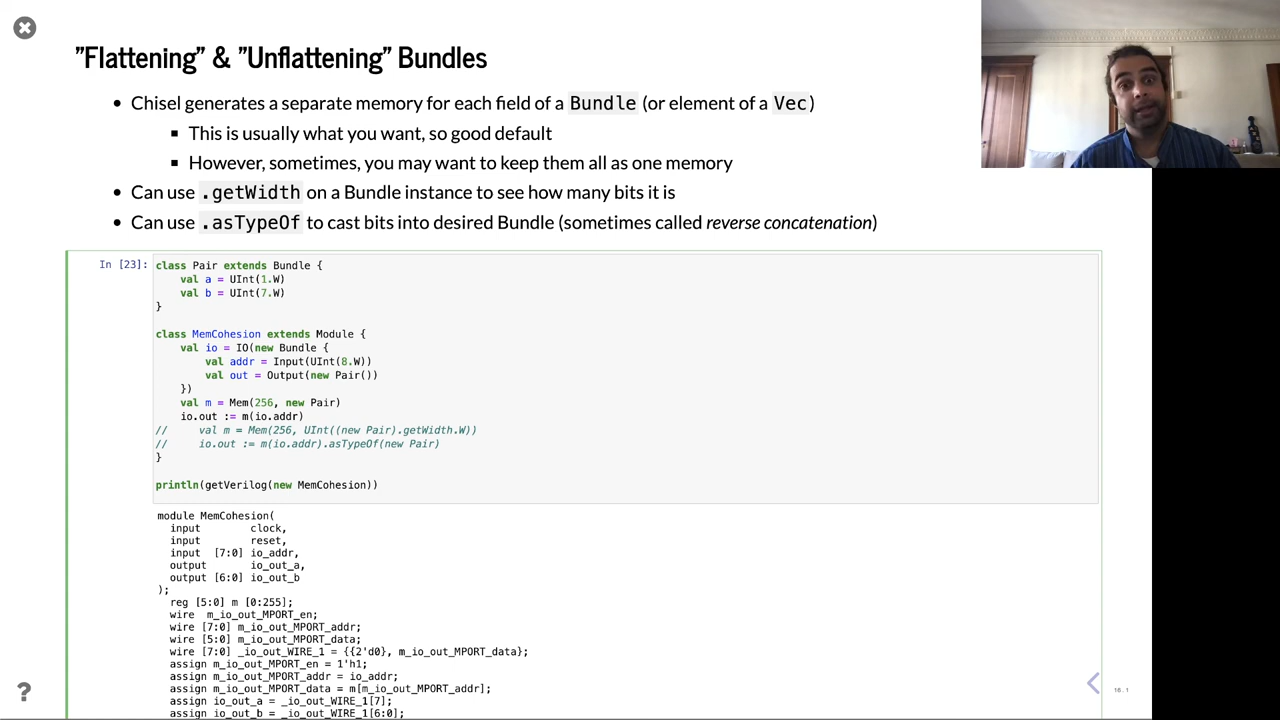 "Flattening" & "Unflattening" Bundles
• Chisel generates a separate memory for each field of a Bundle (or element of a Vec)
▪ This is usually what you want, so good default
▪ However, sometimes, you may want to keep them all as one memory
• Can use .getWidth on a Bundle instance to see how many bits it is
• Can use .asTypeOf to cast bits into desired Bundle (sometimes called reverse concatenation)
In [23]:
class Pair extends Bundle {
    val a = UInt(1.W)
    val b = UInt(7.W)
}
class MemCohesion extends Module {
    val io = IO(new Bundle {
        val addr = Input(UInt(8.W))
        val out = Output(new Pair())
    })
    val m = Mem(256, new Pair)
    io.out := m(io.addr)
//     val m = Mem(256, UInt((new Pair).getWidth.W))
//     io.out := m(io.addr).asTypeOf(new Pair)
}
println(getVerilog(new MemCohesion))
module MemCohesion(
  input        clock,
  input        reset,
  input  [7:0] io_addr,
  output       io_out_a,
  output [6:0] io_out_b
);
  reg [5:0] m [0:255];
  wire  m_io_out_MPORT_en;
  wire [7:0] m_io_out_MPORT_addr;
  wire [5:0] m_io_out_MPORT_data;
  wire [7:0] _io_out_WIRE_1 = {{2'd0}, m_io_out_MPORT_data};
  assign m_io_out_MPORT_en = 1'h1;
  assign m_io_out_MPORT_addr = io_addr;
  assign m_io_out_MPORT_data = m[m_io_out_MPORT_addr];
  assign io_out_a = _io_out_WIRE_1[7];
  assign io_out_b = _io_out_WIRE_1[6:0];
?
16.1